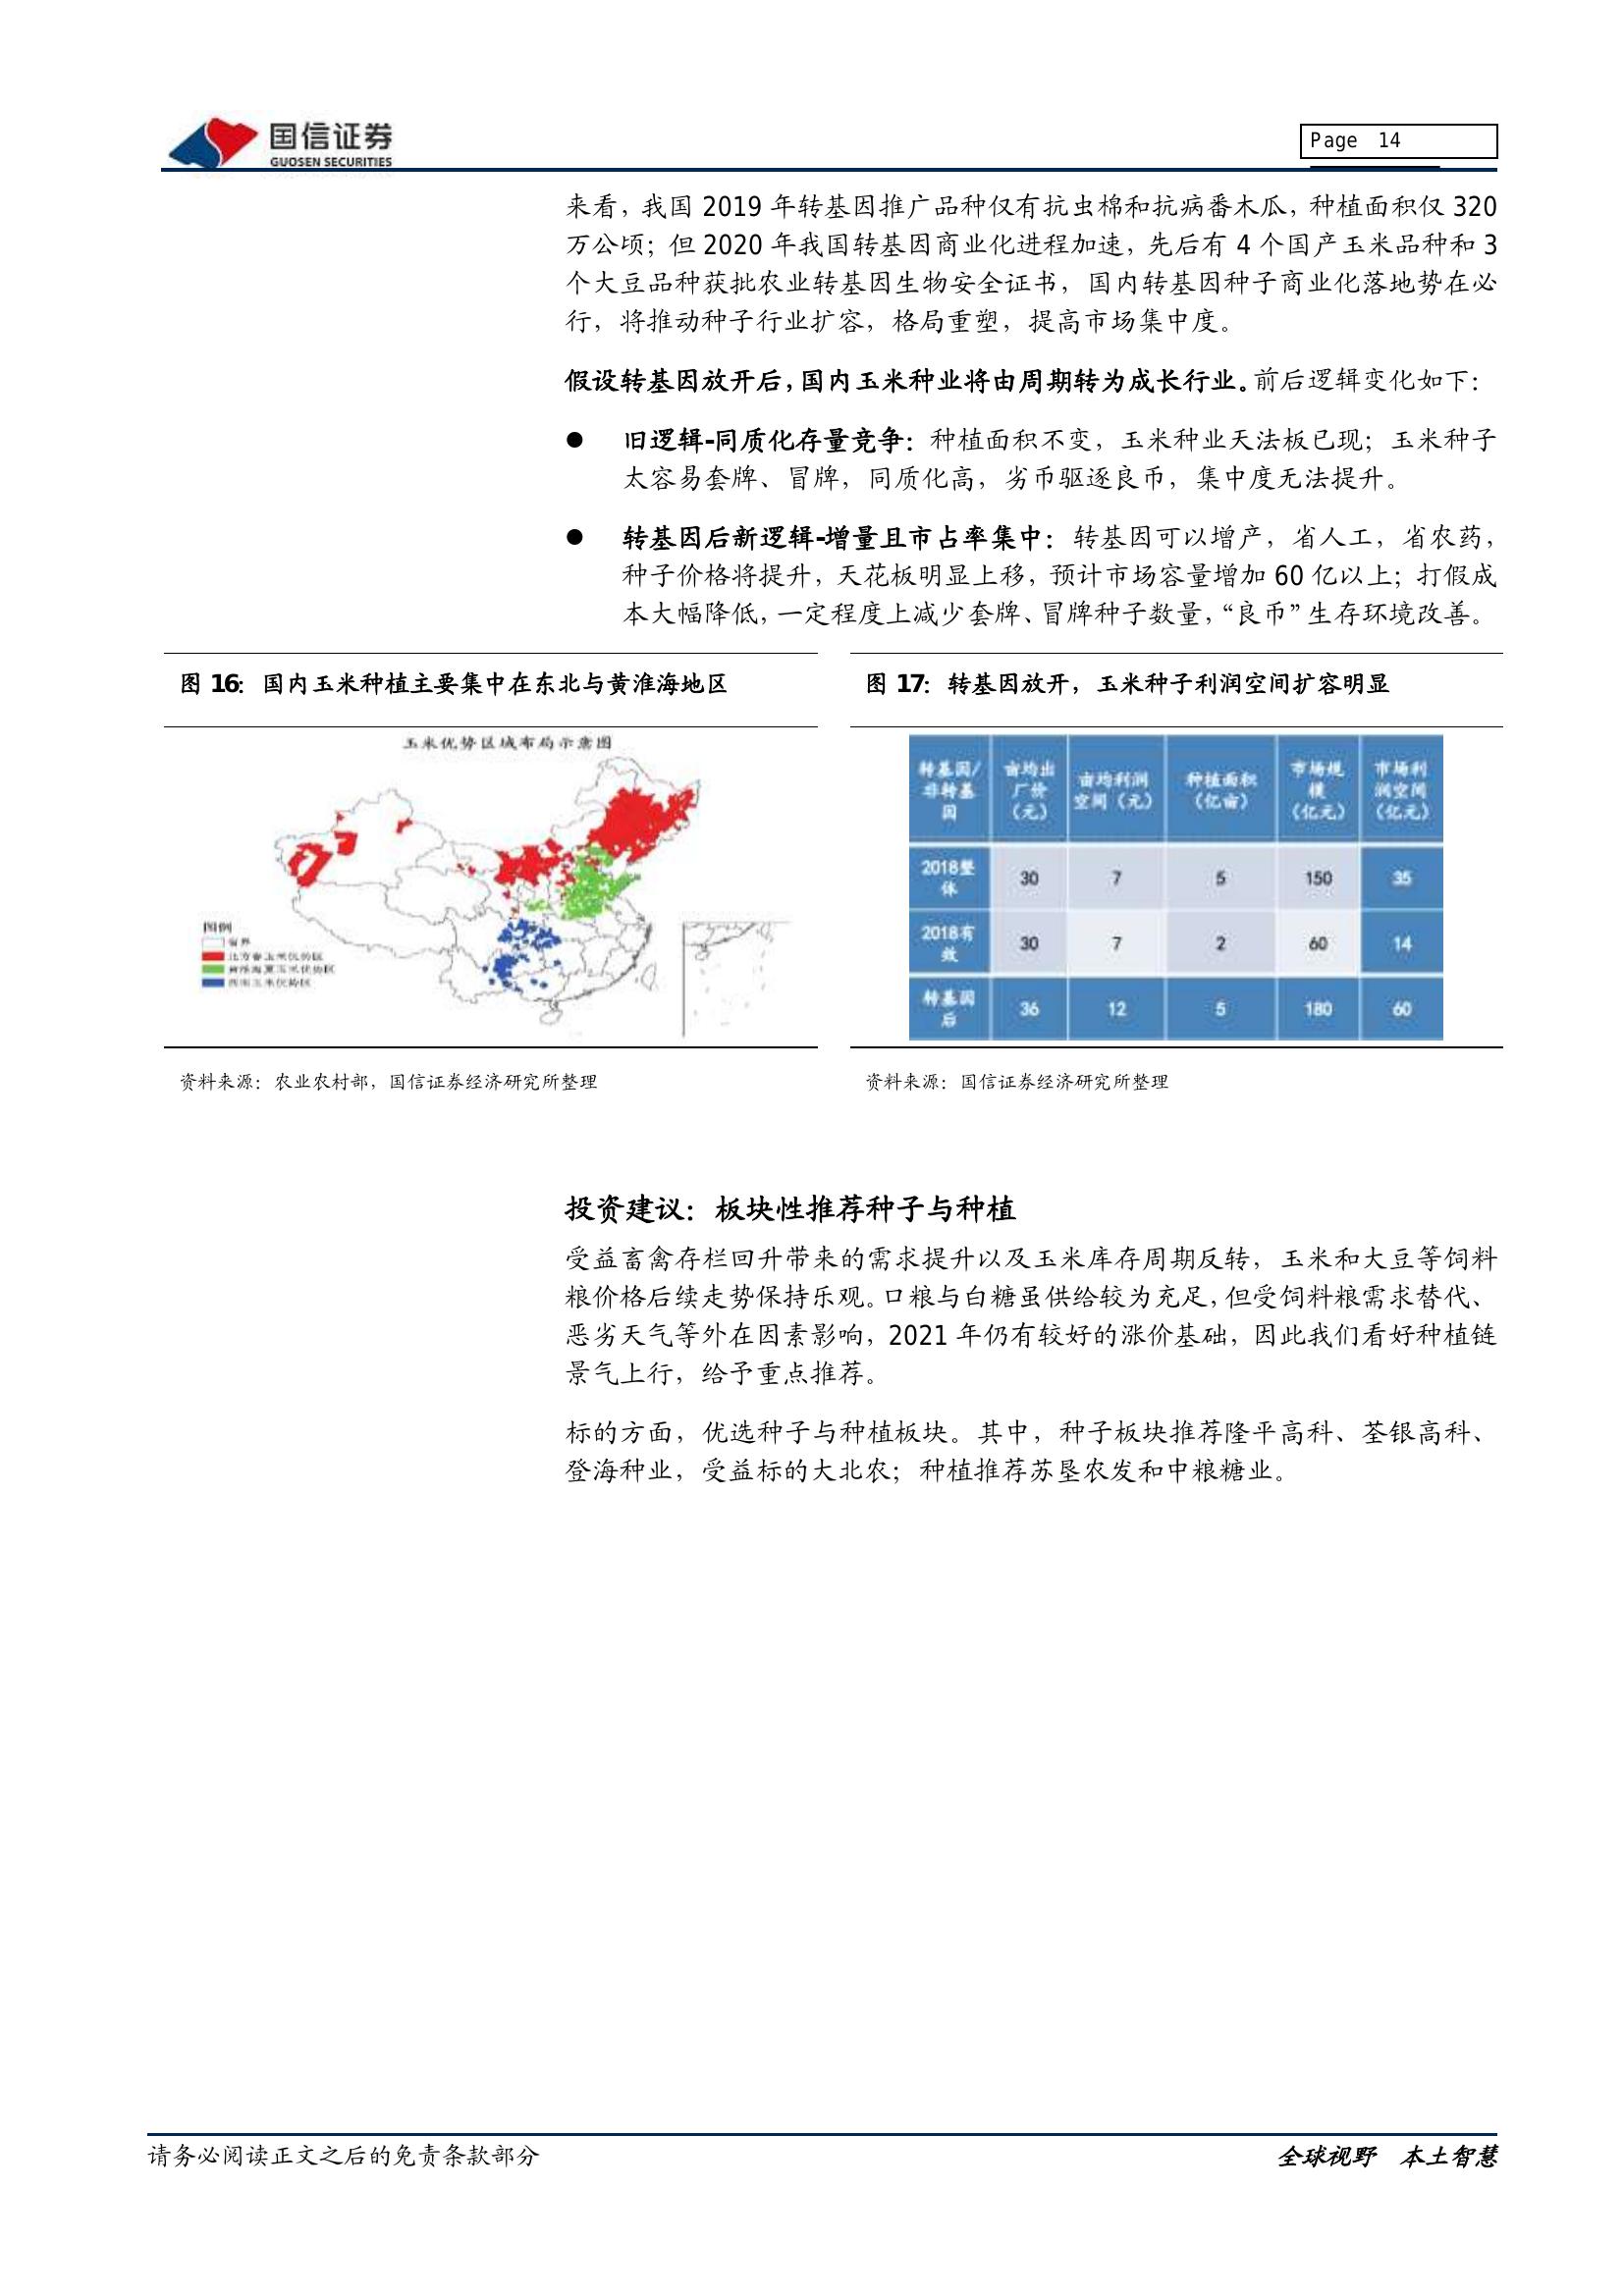 国信证券
GUOSEN SECURITIES
Page 14
来看，我国 2019 年转基因推广品种仅有抗虫棉和抗病番木瓜，种植面积仅 320
万公顷；但 2020 年我国转基因商业化进程加速，先后有 4 个国产玉米品种和 3
个大豆品种获批农业转基因生物安全证书，国内转基因种子商业化落地势在必
行，将推动种子行业扩容，格局重塑，提高市场集中度。
假设转基因放开后，国内玉米种业将由周期转为成长行业。前后逻辑变化如下：
● 旧逻辑-同质化存量竞争：种植面积不变，玉米种业天法板已现；玉米种子
太容易套牌、冒牌，同质化高，劣币驱逐良币，集中度无法提升。
● 转基因后新逻辑-增量且市占率集中：转基因可以增产，省人工，省农药，
种子价格将提升，天花板明显上移，预计市场容量增加 60 亿以上；打假成
本大幅降低，一定程度上减少套牌、冒牌种子数量，“良币”生存环境改善。
图 16：国内玉米种植主要集中在东北与黄淮海地区
玉米优势区域布局示意图
图例
省界
北方春玉米优势区
黄淮海夏玉米优势区
西南玉米优势区
资料来源：农业农村部，国信证券经济研究所整理
图 17：转基因放开，玉米种子利润空间扩容明显
转基因/非转基因 亩均出厂价（元） 亩均利润空间（元） 种植面积（亿亩） 市场规模（亿元） 市场利润空间（亿元）
2018整体 30 7 5 150 35
2018有效 30 7 2 60 14
转基因后 36 12 5 180 60
资料来源：国信证券经济研究所整理
投资建议：板块性推荐种子与种植
受益畜禽存栏回升带来的需求提升以及玉米库存周期反转，玉米和大豆等饲料
粮价格后续走势保持乐观。口粮与白糖虽供给较为充足，但受饲料粮需求替代、
恶劣天气等外在因素影响，2021 年仍有较好的涨价基础，因此我们看好种植链
景气上行，给予重点推荐。
标的方面，优选种子与种植板块。其中，种子板块推荐隆平高科、荃银高科、
登海种业，受益标的大北农；种植推荐苏垦农发和中粮糖业。
请务必阅读正文之后的免责条款部分
全球视野 本土智慧